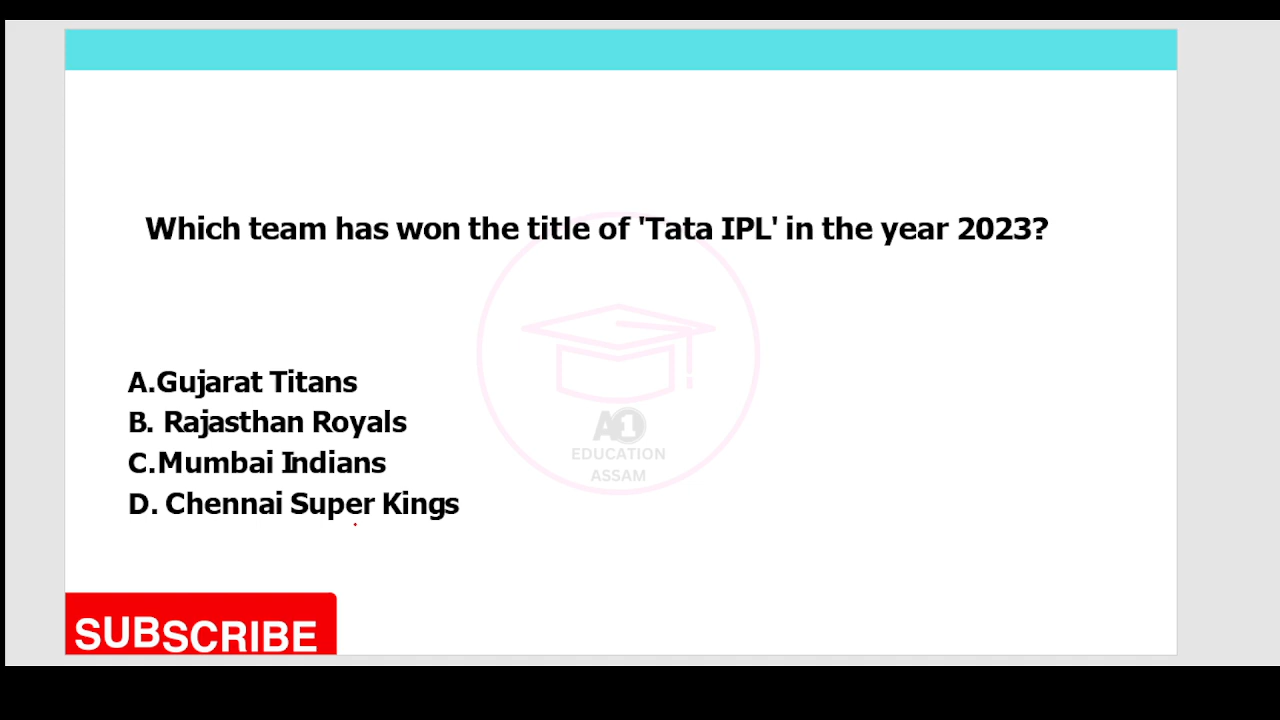 Which team has won the title of 'Tata IPL' in the year 2023?
A.Gujarat Titans
B. Rajasthan Royals
C.Mumbai Indians
D. Chennai Super Kings
A1
EDUCATION
ASSAM
SUBSCRIBE